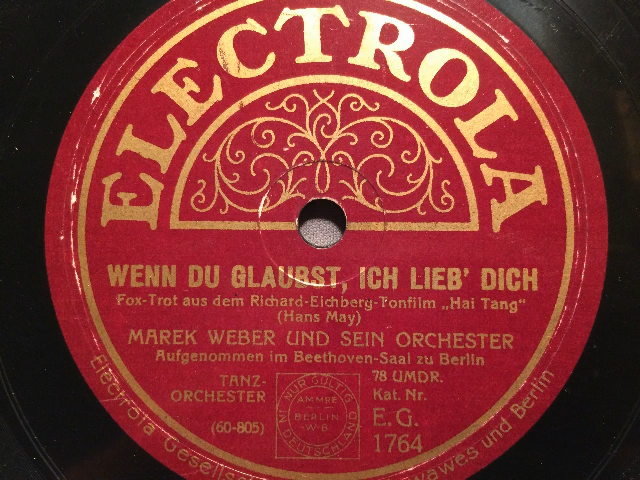 ELECTROLA
WENN DU GLAUBST, ICH LIEB' DICH
Fox-Trot aus dem Richard-Eichberg-Tonfilm „Hai Tang"
(Hans May)
MAREK WEBER UND SEIN ORCHESTER
Aufgenommen im Beethoven-Saal zu Berlin
TANZ-
ORCHESTER
(60-805)
NUR GÜLTIG
IN DEUTSCHLAND
AMMRE
BERLIN
W·8
78 UMDR.
Kat. Nr.
E.G.
1764
Electrola
und Berlin